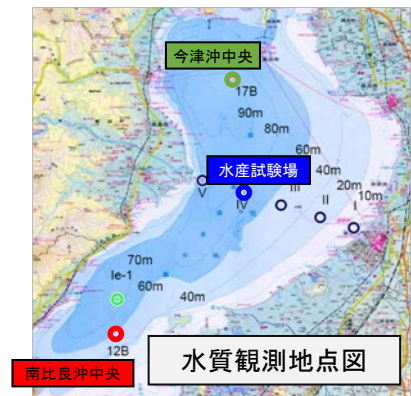 今津沖中央
17B
90m
80m
60m
水産試験場
40m
V
IV
III
II
20m
I
10m
70m
Ie-1
60m
40m
12B
南比良沖中央
水質観測地点図